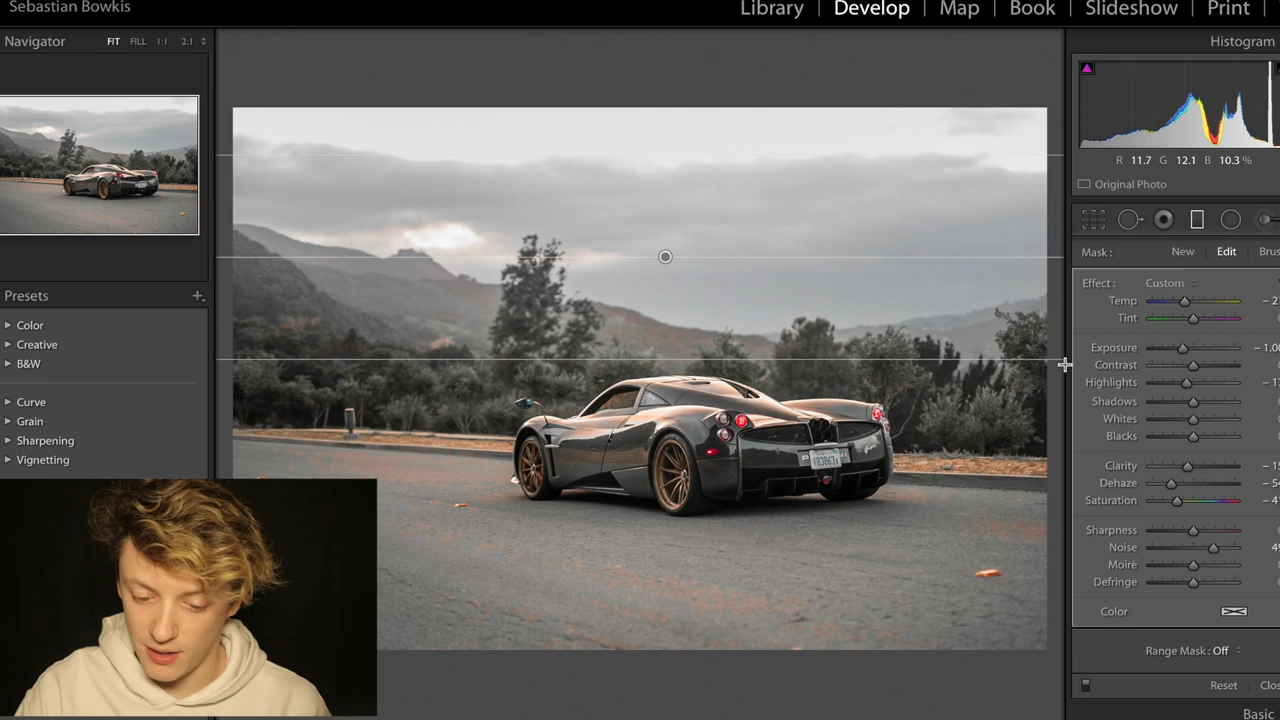 Sebastian Bowkis
Library | Develop | Map | Book | Slideshow | Print |
Navigator FIT FILL 1:1 2:1
Histogram
R 11.7 G 12.1 B 10.3 %
Original Photo
Mask : New Edit
Presets +
Color
Creative
B&W
Curve
Grain
Sharpening
Vignetting
Effect : Custom
Temp
Tint
Exposure
Contrast
Highlights
Shadows
Whites
Blacks
Clarity
Dehaze
Saturation
Sharpness
Noise
Moiré
Defringe
Color
Range Mask : Off
Reset
Basic